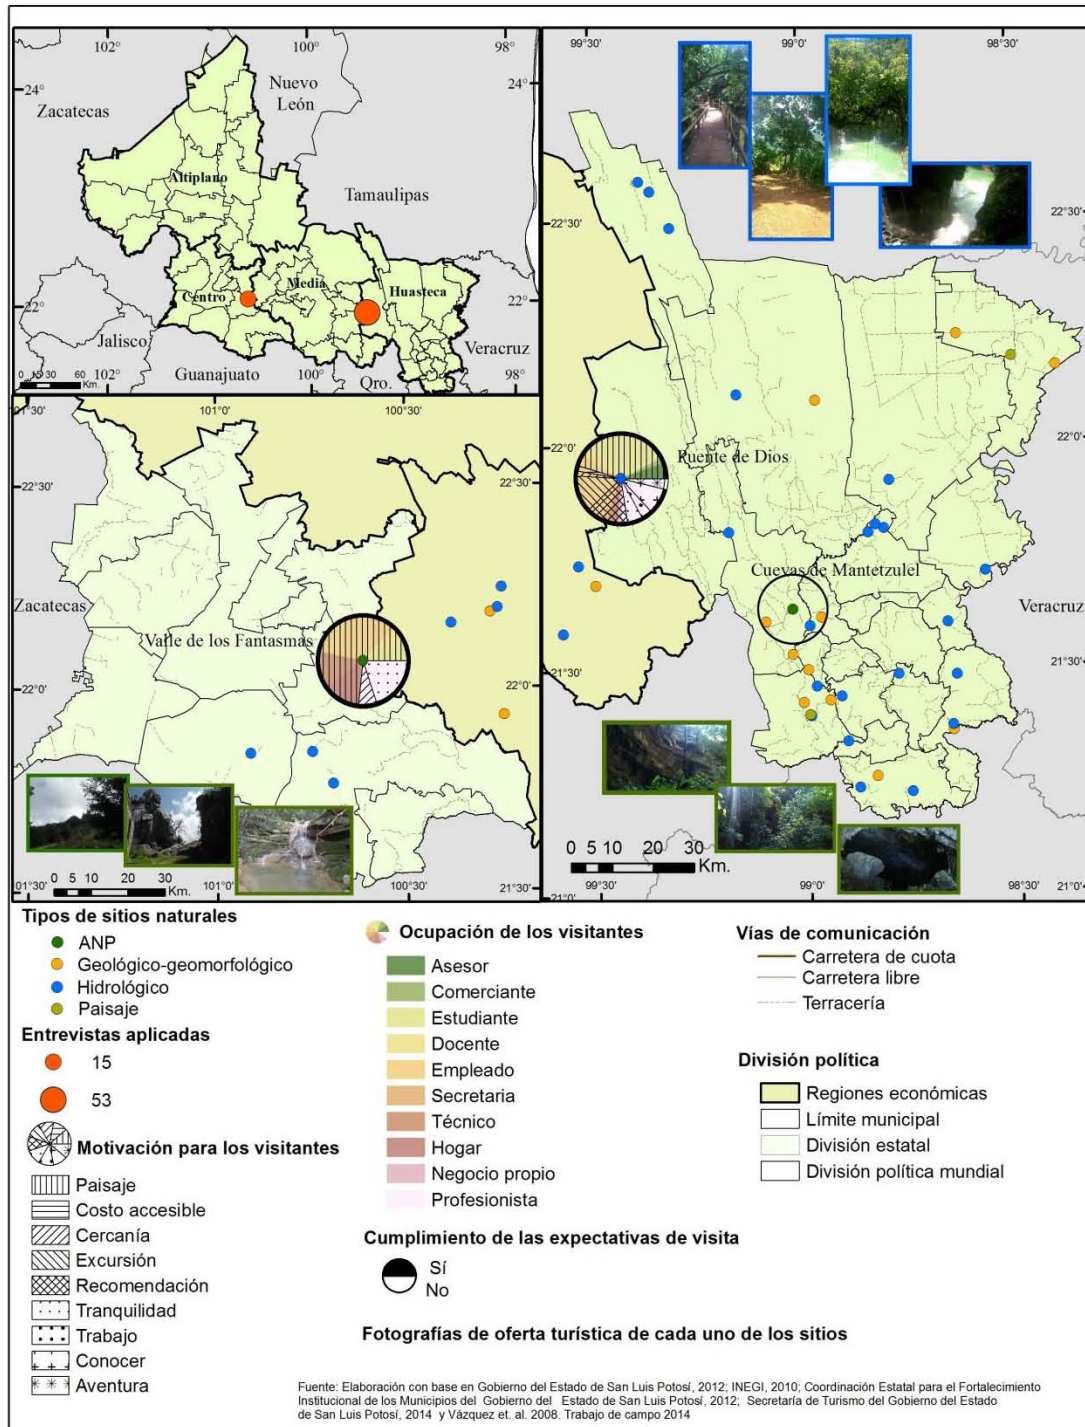 102°
100°
98°
24°
24°
Nuevo
León
Zacatecas
Altiplano
Tamaulipas
Centro
Media
Huasteca
22°
22°
Jalisco
Veracruz
Guanajuato
Qro.
0 15 30 60
Km.
102°
100°
98°
99°30'
99°0'
98°30'
22°30'
22°30'
22°0'
22°0'
Puente de Dios
Cuevas de Mantetzulel
Veracruz
21°30'
21°30'
0 5 10 20 30
Km.
21°0'
99°30'
99°0'
98°30'
21°0'
01°30'
101°0'
100°30'
22°30'
22°30'
Zacatecas
Valle de los Fantasmas
22°0'
22°0'
0 5 10 20 30
Km.
01°30'
101°0'
100°30'
21°30'
Tipos de sitios naturales
ANP
Geológico-geomorfológico
Hidrológico
Paisaje
Entrevistas aplicadas
15
53
Motivación para los visitantes
Paisaje
Costo accesible
Cercanía
Excursión
Recomendación
Tranquilidad
Trabajo
Conocer
Aventura
Ocupación de los visitantes
Asesor
Comerciante
Estudiante
Docente
Empleado
Secretaria
Técnico
Hogar
Negocio propio
Profesionista
Cumplimiento de las expectativas de visita
Sí
No
Fotografías de oferta turística de cada uno de los sitios
Vías de comunicación
Carretera de cuota
Carretera libre
Terracería
División política
Regiones económicas
Límite municipal
División estatal
División política mundial
Fuente: Elaboración con base en Gobierno del Estado de San Luis Potosí, 2012; INEGI, 2010; Coordinación Estatal para el Fortalecimiento
Institucional de los Municipios del Gobierno del Estado de San Luis Potosí, 2012; Secretaría de Turismo del Gobierno del Estado
de San Luis Potosí, 2014 y Vázquez et. al. 2008. Trabajo de campo 2014